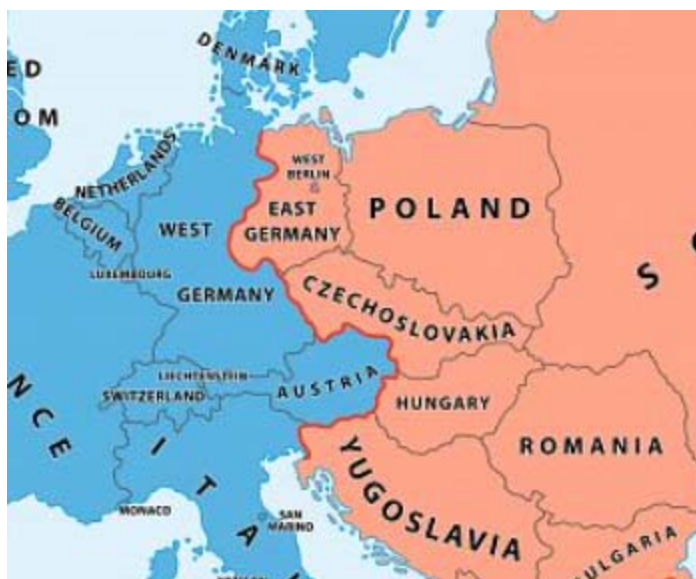 DENMARK
ED
OM
NETHERLANDS
BELGIUM
LUXEMBOURG
WEST
GERMANY
WEST
BERLIN
EAST
GERMANY
POLAND
S
CZECHOSLOVAKIA
LIECHTENSTEIN
SWITZERLAND
AUSTRIA
HUNGARY
NCE
ITA
ROMANIA
YUGOSLAVIA
MONACO
SAN
MARINO
ULGARIA